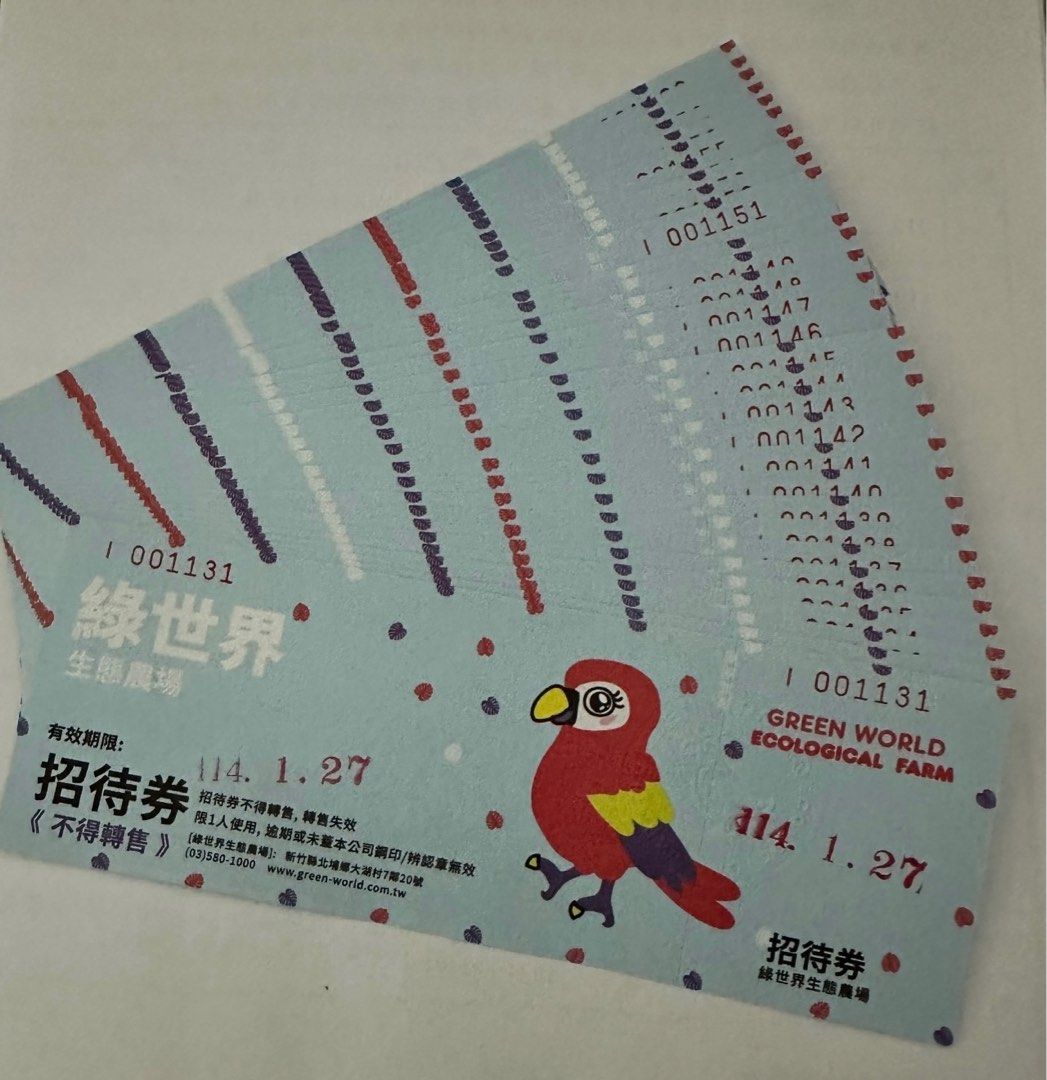 I 001151
001147
001146
001143
001142
001141
001140
I 001131
綠世界
生態農場
有效期限:
114. 1. 27
招待券
《 不得轉售 》
招待券不得轉售, 轉售失效
限1人使用, 逾期或未蓋本公司鋼印/辨認章無效
[綠世界生態農場]: 新竹縣北埔鄉大湖村7鄰20號
(03)580-1000 www.green-world.com.tw
I 001131
GREEN WORLD
ECOLOGICAL FARM
114. 1. 27
招待券
綠世界生態農場